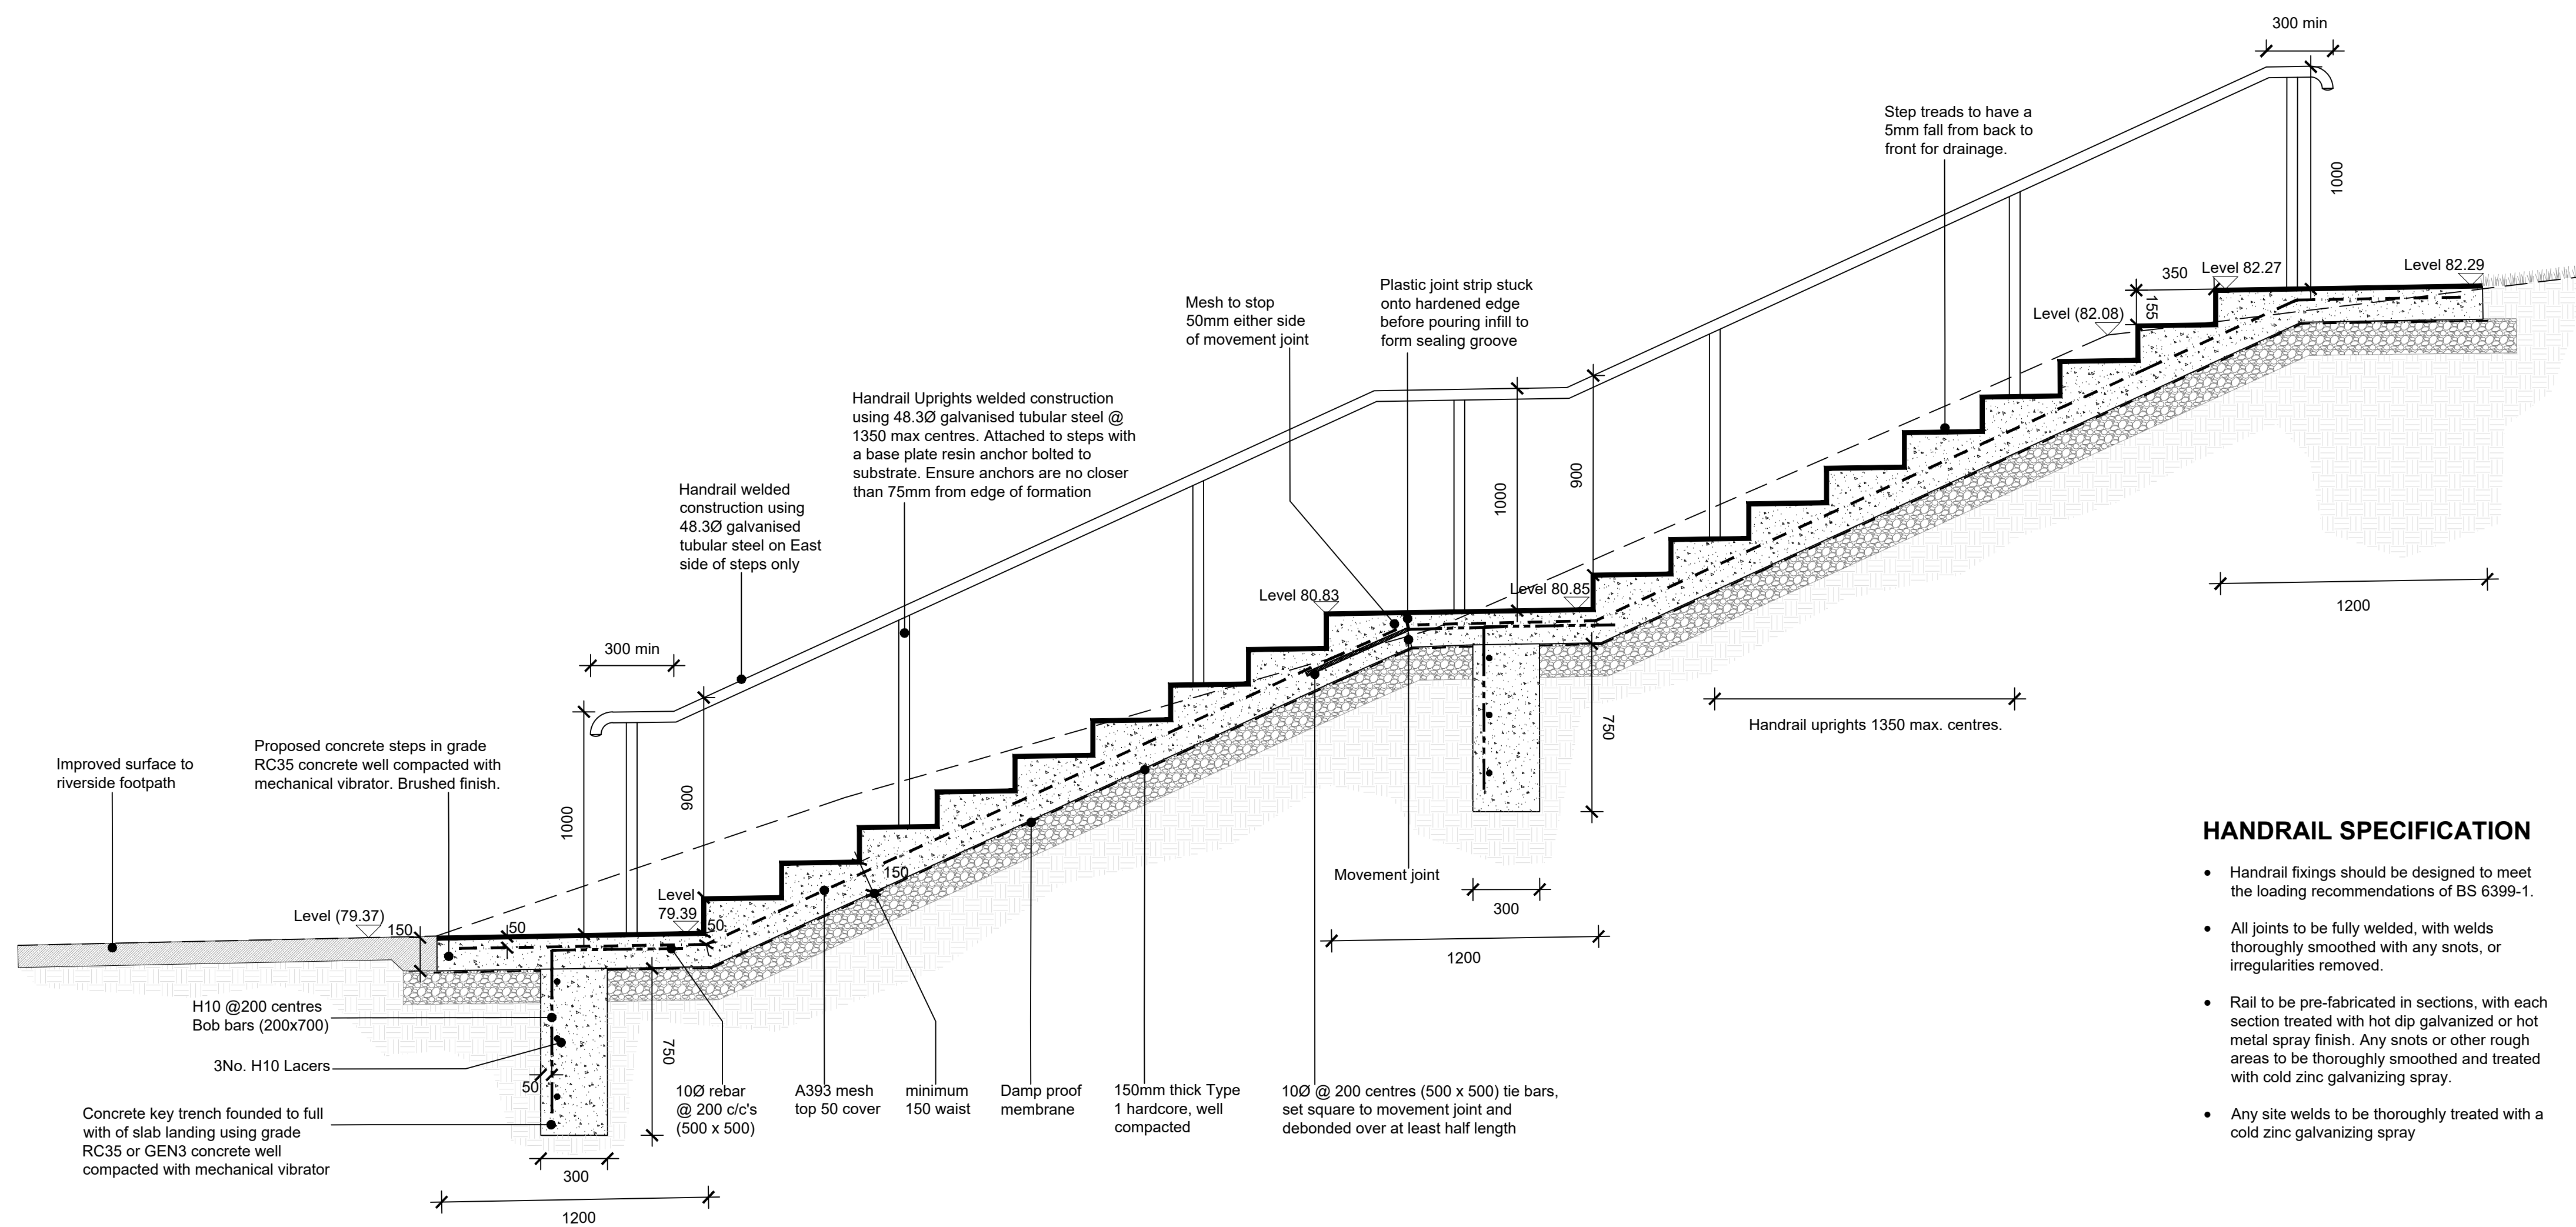 300 min
Step treads to have a
5mm fall from back to
front for drainage.
1000
350
Level 82.27
Level 82.29
155
Level (82.08)
1200
Plastic joint strip stuck
onto hardened edge
before pouring infill to
form sealing groove
Mesh to stop
50mm either side
of movement joint
Handrail Uprights welded construction
using 48.3Ø galvanised tubular steel @
1350 max centres. Attached to steps with
a base plate resin anchor bolted to
substrate. Ensure anchors are no closer
than 75mm from edge of formation
Handrail welded
construction using
48.3Ø galvanised
tubular steel on East
side of steps only
1000
900
Level 80.83
Level 80.85
300 min
750
Handrail uprights 1350 max. centres.
Improved surface to
riverside footpath
Proposed concrete steps in grade
RC35 concrete well compacted with
mechanical vibrator. Brushed finish.
1000
900
150
Movement joint
300
1200
Level (79.37)
150
50
Level
79.39
50
H10 @200 centres
Bob bars (200x700)
3No. H10 Lacers
50
750
Concrete key trench founded to full
with of slab landing using grade
RC35 or GEN3 concrete well
compacted with mechanical vibrator
10Ø rebar
@ 200 c/c's
(500 x 500)
A393 mesh
top 50 cover
minimum
150 waist
Damp proof
membrane
150mm thick Type
1 hardcore, well
compacted
10Ø @ 200 centres (500 x 500) tie bars,
set square to movement joint and
debonded over at least half length
300
1200
HANDRAIL SPECIFICATION
• Handrail fixings should be designed to meet
the loading recommendations of BS 6399-1.
• All joints to be fully welded, with welds
thoroughly smoothed with any snots, or
irregularities removed.
• Rail to be pre-fabricated in sections, with each
section treated with hot dip galvanized or hot
metal spray finish. Any snots or other rough
areas to be thoroughly smoothed and treated
with cold zinc galvanizing spray.
• Any site welds to be thoroughly treated with a
cold zinc galvanizing spray